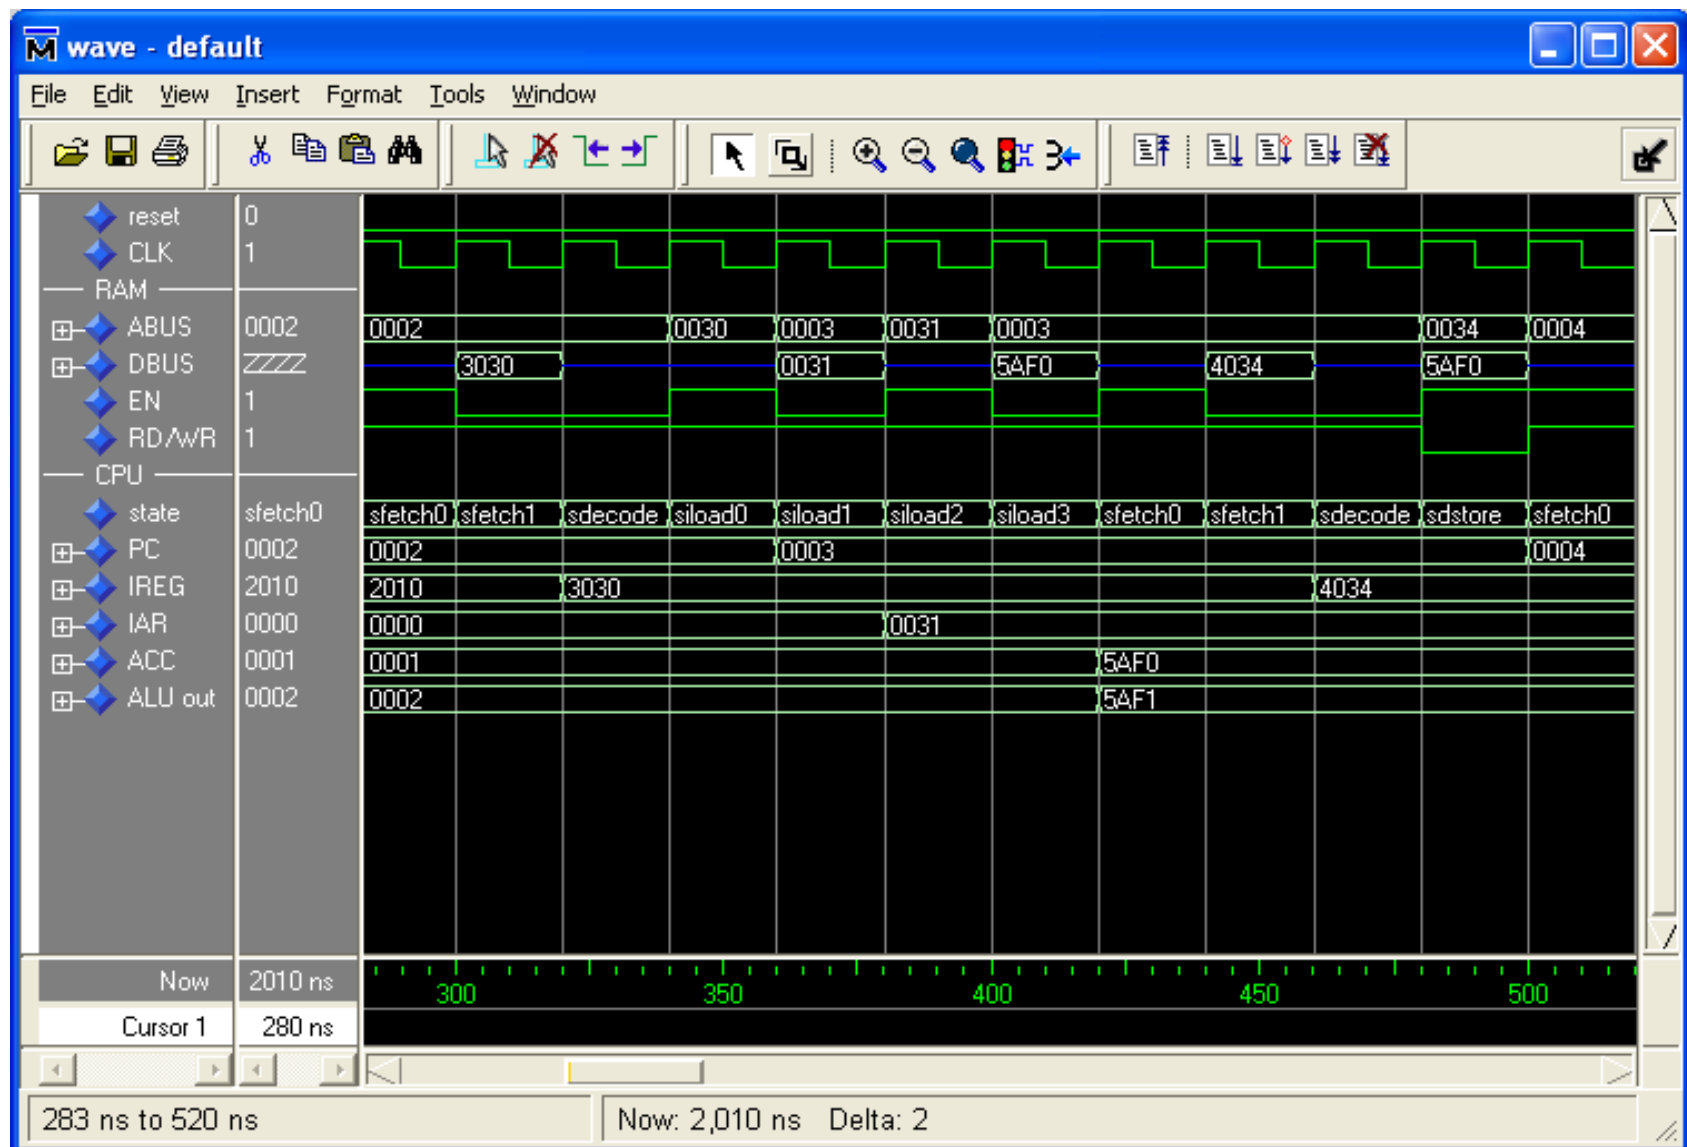 M wave - default
File Edit View Insert Format Tools Window
reset 0
CLK 1
RAM
ABUS 0002 0002 0030 0003 0031 0003 0034 0004
DBUS ZZZZ 3030 0031 5AF0 4034 5AF0
EN 1
RD/WR 1
CPU
state sfetch0 sfetch0 sfetch1 sdecode siload0 siload1 siload2 siload3 sfetch0 sfetch1 sdecode sdstore sfetch0
PC 0002 0002 0003 0004
IREG 2010 2010 3030 4034
IAR 0000 0000 0031
ACC 0001 0001 5AF0
ALU out 0002 0002 5AF1
Now 2010 ns 300 350 400 450 500
Cursor 1 280 ns
283 ns to 520 ns Now: 2,010 ns Delta: 2